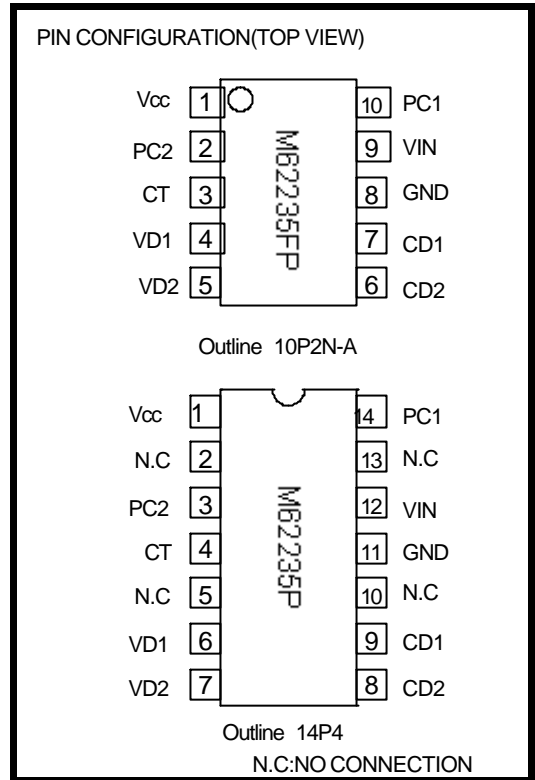 PIN CONFIGURATION(TOP VIEW)
Vcc 1 10 PC1
PC2 2 9 VIN
CT 3 8 GND
VD1 4 7 CD1
VD2 5 6 CD2
M62235FP
Outline 10P2N-A
Vcc 1 14 PC1
N.C 2 13 N.C
PC2 3 12 VIN
CT 4 11 GND
N.C 5 10 N.C
VD1 6 9 CD1
VD2 7 8 CD2
M62235P
Outline 14P4
N.C:NO CONNECTION